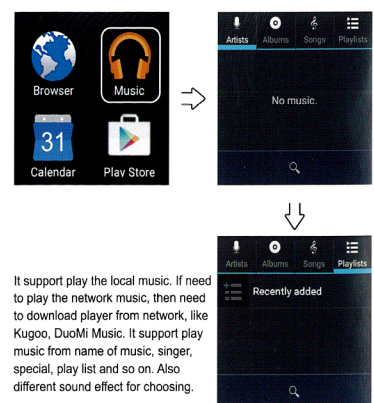 Browser
Music
31
Calendar
Play Store
Artists
Albums
Songs
Playlists
No music.
Artists
Albums
Songs
Playlists
Recently added
It support play the local music. If need
to play the network music, then need
to download player from network, like
Kugoo, DuoMi Music. It support play
music from name of music, singer,
special, play list and so on. Also
different sound effect for choosing.